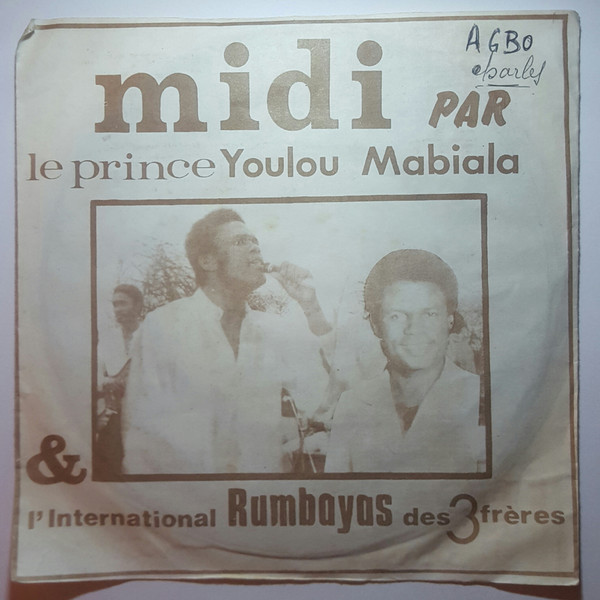 AGBO
charles
midi PAR
le prince Youlou Mabiala
&
l'International Rumbayas des 3 frères